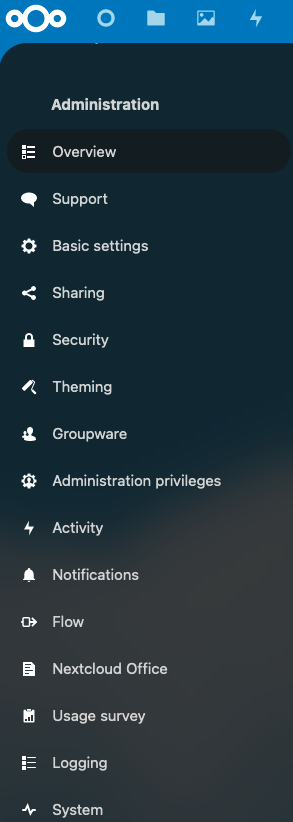 Administration
Overview
Support
Basic settings
Sharing
Security
Theming
Groupware
Administration privileges
Activity
Notifications
Flow
Nextcloud Office
Usage survey
Logging
System